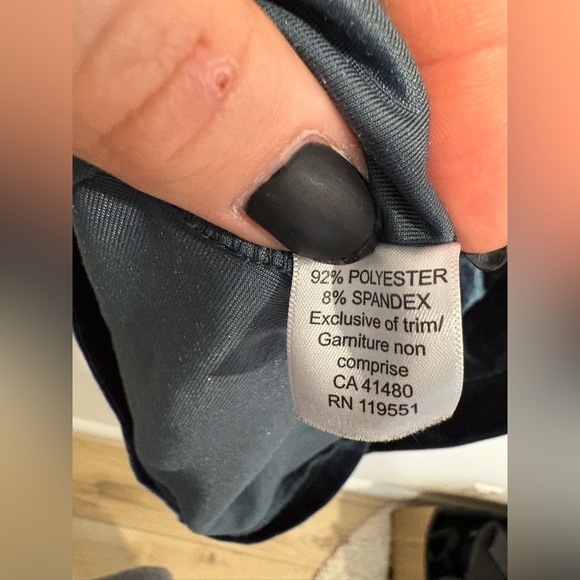 92% POLYESTER
8% SPANDEX
Exclusive of trim/
Garniture non
comprise
CA 41480
RN 119551